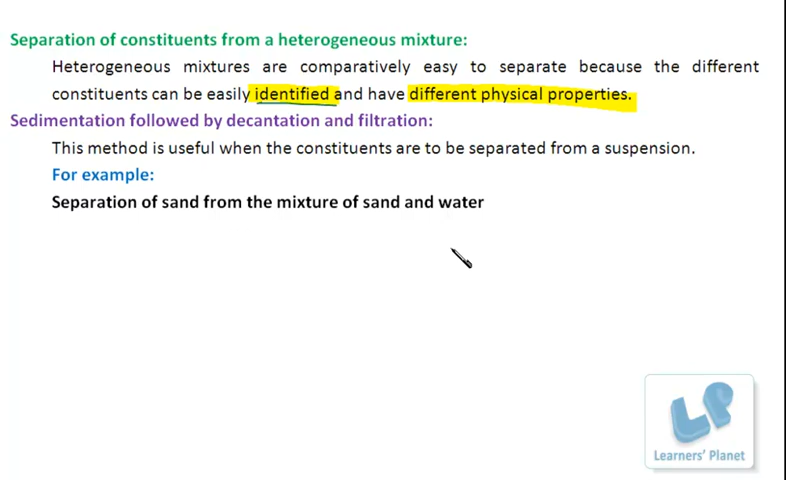 Separation of constituents from a heterogeneous mixture:
Heterogeneous mixtures are comparatively easy to separate because the different
constituents can be easily identified and have different physical properties.
Sedimentation followed by decantation and filtration:
This method is useful when the constituents are to be separated from a suspension.
For example:
Separation of sand from the mixture of sand and water
LP
Learners' Planet